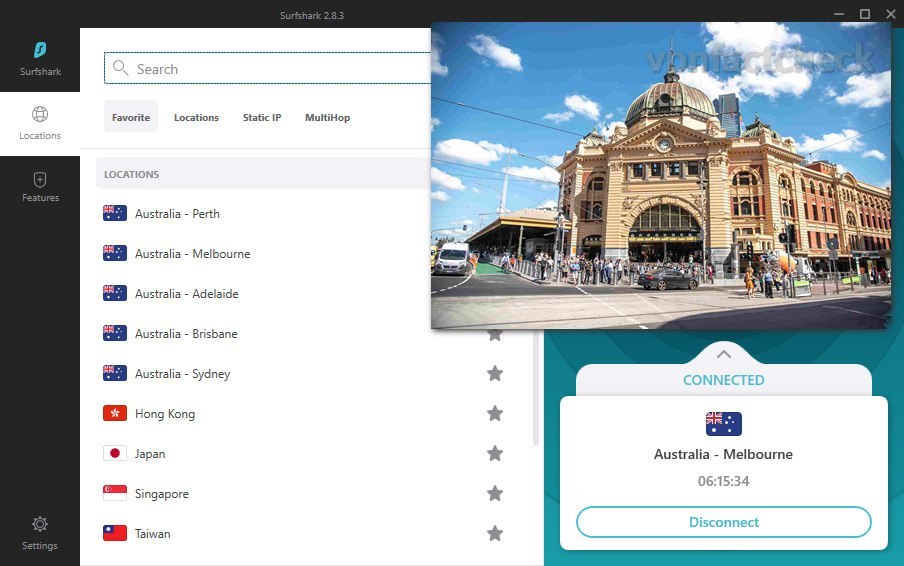 Surfshark 2.8.3
vpnfactcheck
Surfshark
Search
Locations
Favorite Locations Static IP MultiHop
Features
LOCATIONS
Australia - Perth
Australia - Melbourne
Australia - Adelaide
Australia - Brisbane
Australia - Sydney
Hong Kong
Japan
Singapore
Taiwan
CONNECTED
Australia - Melbourne
06:15:34
Disconnect
Settings